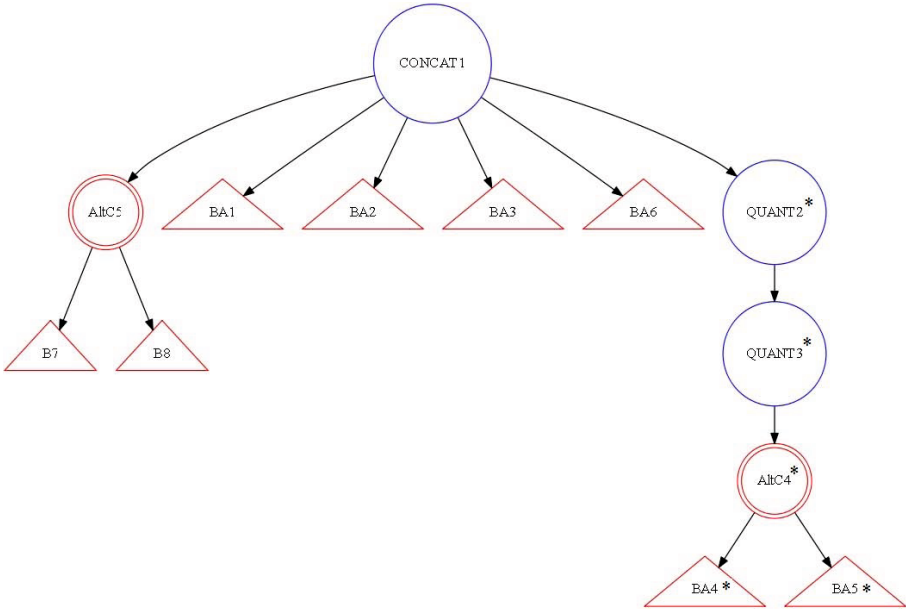 CONCAT1
AltC5
BA1
BA2
BA3
BA6
QUANT2*
B7
B8
QUANT3*
AltC4*
BA4*
BA5*